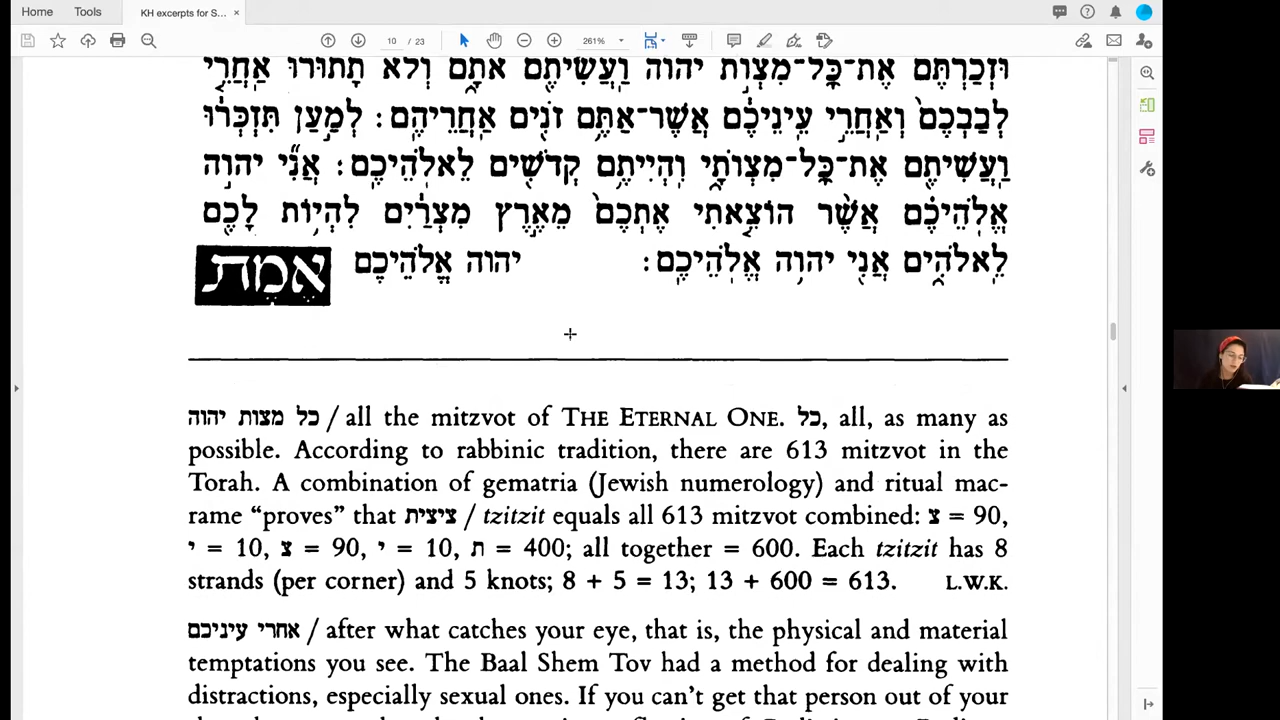 Home Tools KH excerpts for S... ×
10 / 23 261%
וּזְכַרְתֶּם אֶת־כָּל־מִצְוֺת יהוה וַעֲשִׂיתֶם אֹתָם וְלֹא תָתוּרוּ אַחֲרֵי
לְבַבְכֶם וְאַחֲרֵי עֵינֵיכֶם אֲשֶׁר־אַתֶּם זֹנִים אַחֲרֵיהֶם׃ לְמַעַן תִּזְכְּרוּ
וַעֲשִׂיתֶם אֶת־כָּל־מִצְוֺתָי וִהְיִיתֶם קְדֹשִׁים לֵאלֹהֵיכֶם׃ אֲנִי יהוה
אֱלֹהֵיכֶם אֲשֶׁר הוֹצֵאתִי אֶתְכֶם מֵאֶרֶץ מִצְרַיִם לִהְיוֹת לָכֶם
לֵאלֹהִים אֲנִי יהוה אֱלֹהֵיכֶם׃ יהוה אֱלֹהֵיכֶם אֱמֶת
כל מצות יהוה / all the mitzvot of THE ETERNAL ONE. כל, all, as many as
possible. According to rabbinic tradition, there are 613 mitzvot in the
Torah. A combination of gematria (Jewish numerology) and ritual mac-
rame “proves” that ציצית / tzitzit equals all 613 mitzvot combined: צ = 90,
י = 10, צ = 90, י = 10, ת = 400; all together = 600. Each tzitzit has 8
strands (per corner) and 5 knots; 8 + 5 = 13; 13 + 600 = 613. L.W.K.
אחרי עיניכם / after what catches your eye, that is, the physical and material
temptations you see. The Baal Shem Tov had a method for dealing with
distractions, especially sexual ones. If you can’t get that person out of your